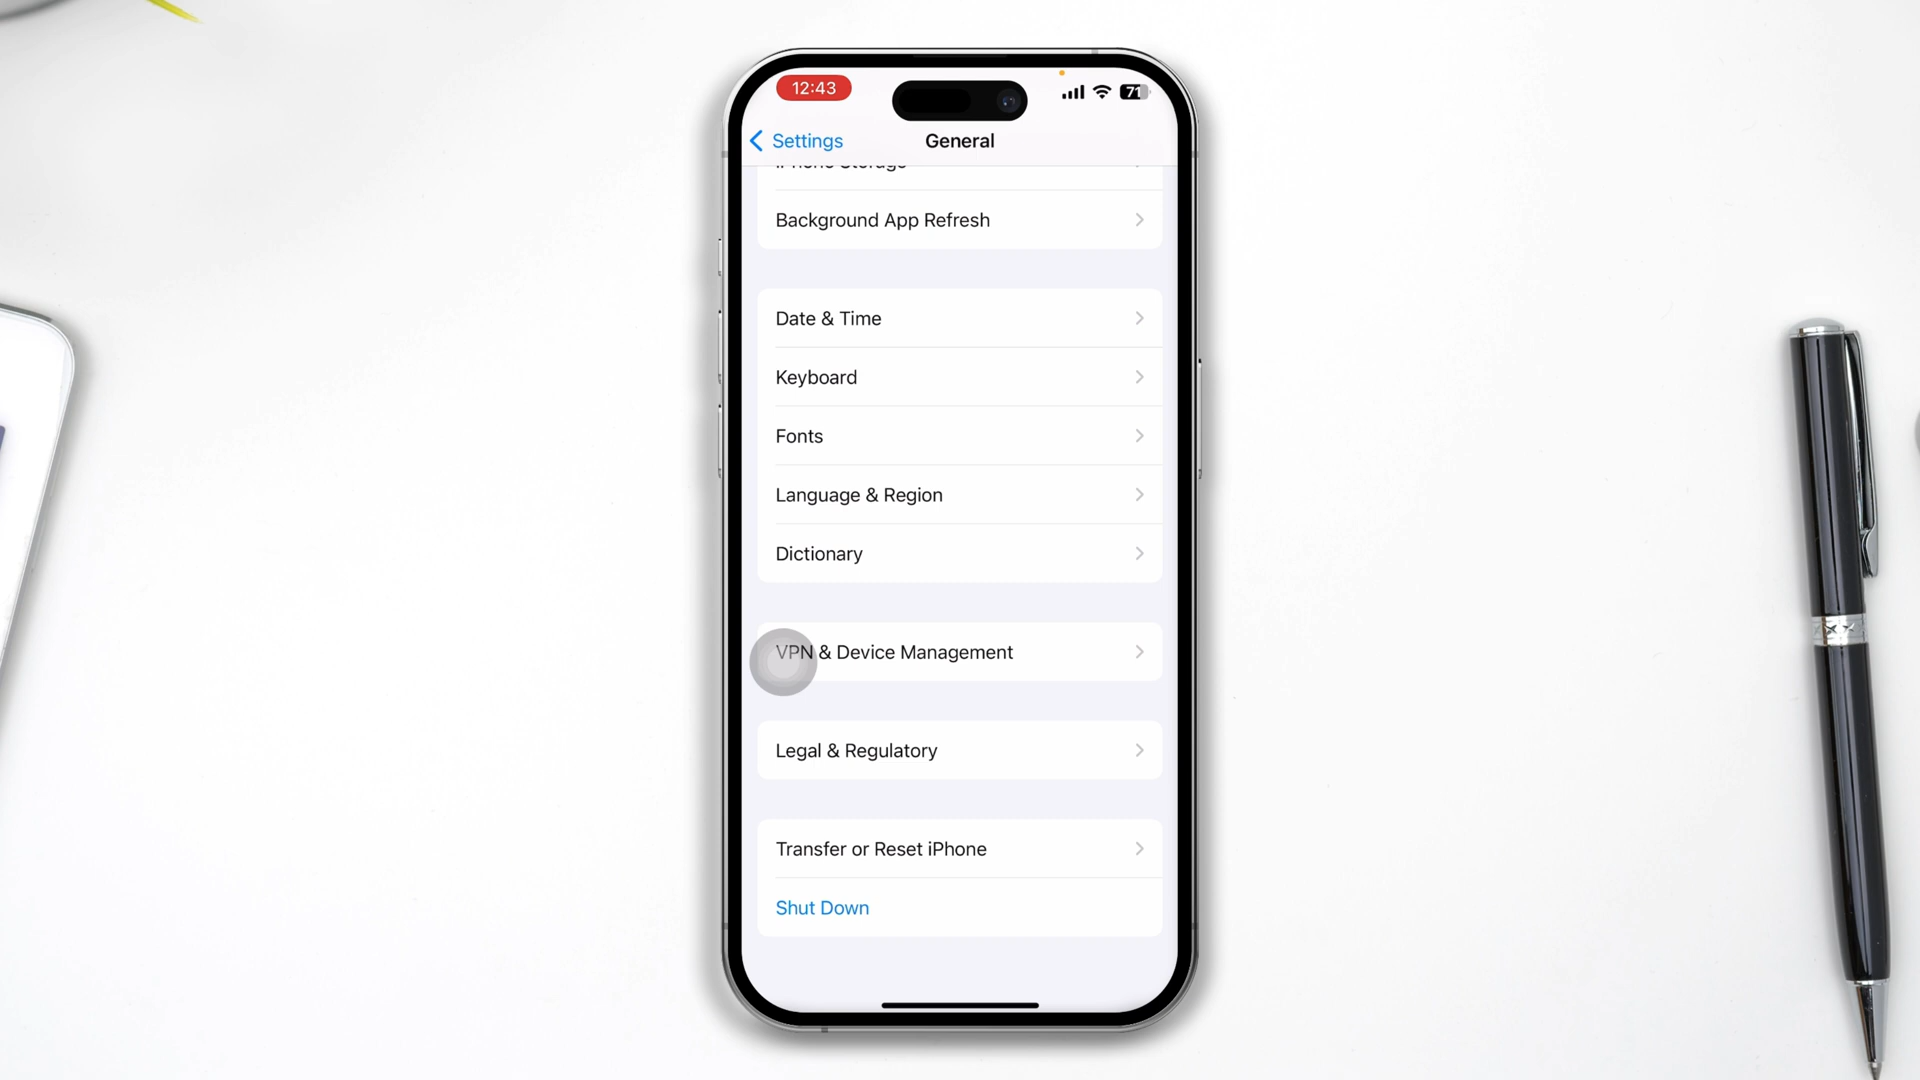 12:43
71
Settings
General
iPhone Storage
Background App Refresh
Date & Time
Keyboard
Fonts
Language & Region
Dictionary
VPN & Device Management
Legal & Regulatory
Transfer or Reset iPhone
Shut Down